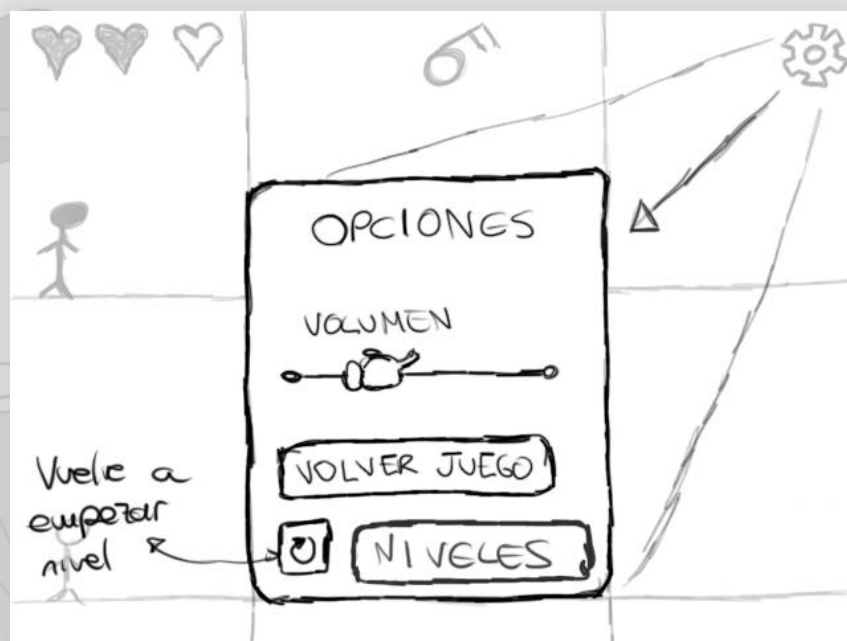 OPCIONES
VOLUMEN
VOLVER JUEGO
Vuelve a
empezar
nivel
NIVELES